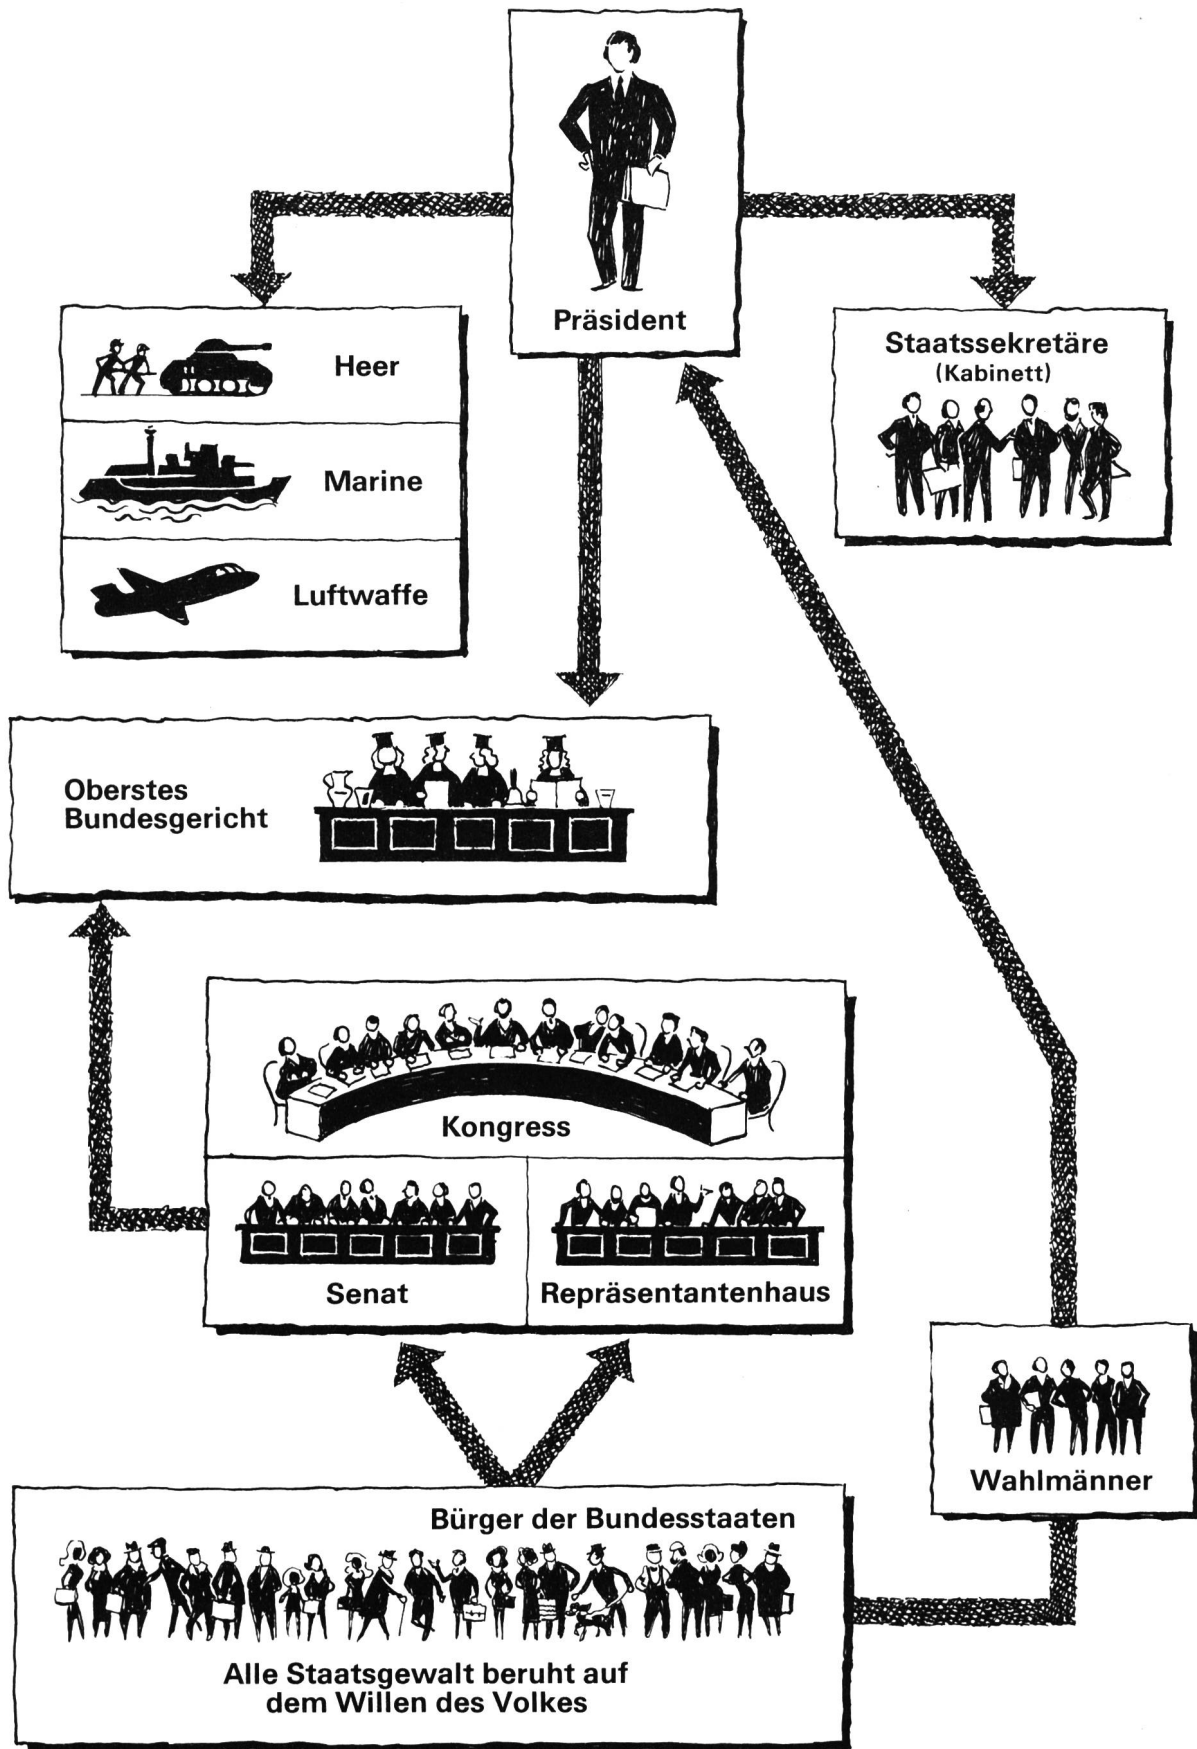 Präsident
Staatssekretäre
(Kabinett)
Heer
Marine
Luftwaffe
Oberstes
Bundesgericht
Kongress
Senat
Repräsentantenhaus
Wahlmänner
Bürger der Bundesstaaten
Alle Staatsgewalt beruht auf
dem Willen des Volkes